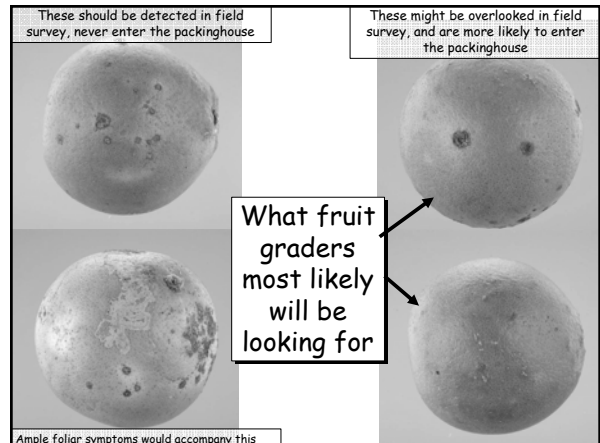 These should be detected in field
survey, never enter the packinghouse
These might be overlooked in field
survey, and are more likely to enter
the packinghouse
What fruit
graders
most likely
will be
looking for
Ample foliar symptoms would accompany this